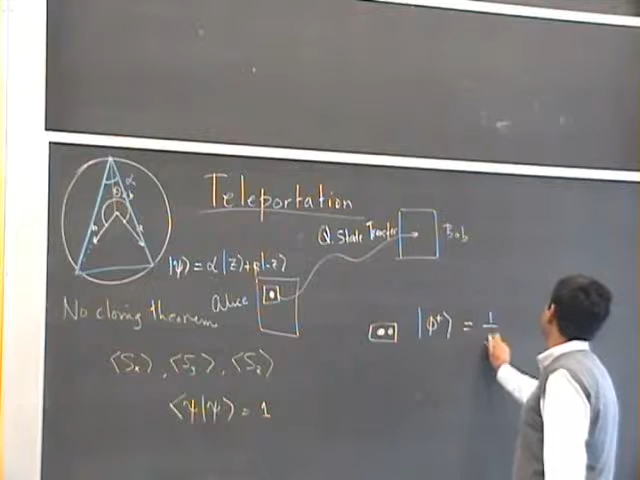 Teleportation
Q. State Transfer
Bob
|ψ⟩ = α|z⟩+β|-z⟩
Alice
No cloning theorem
|ϕ⁺⟩ = 1
⟨Sx⟩, ⟨Sy⟩, ⟨Sz⟩
⟨ψ|ψ⟩ = 1